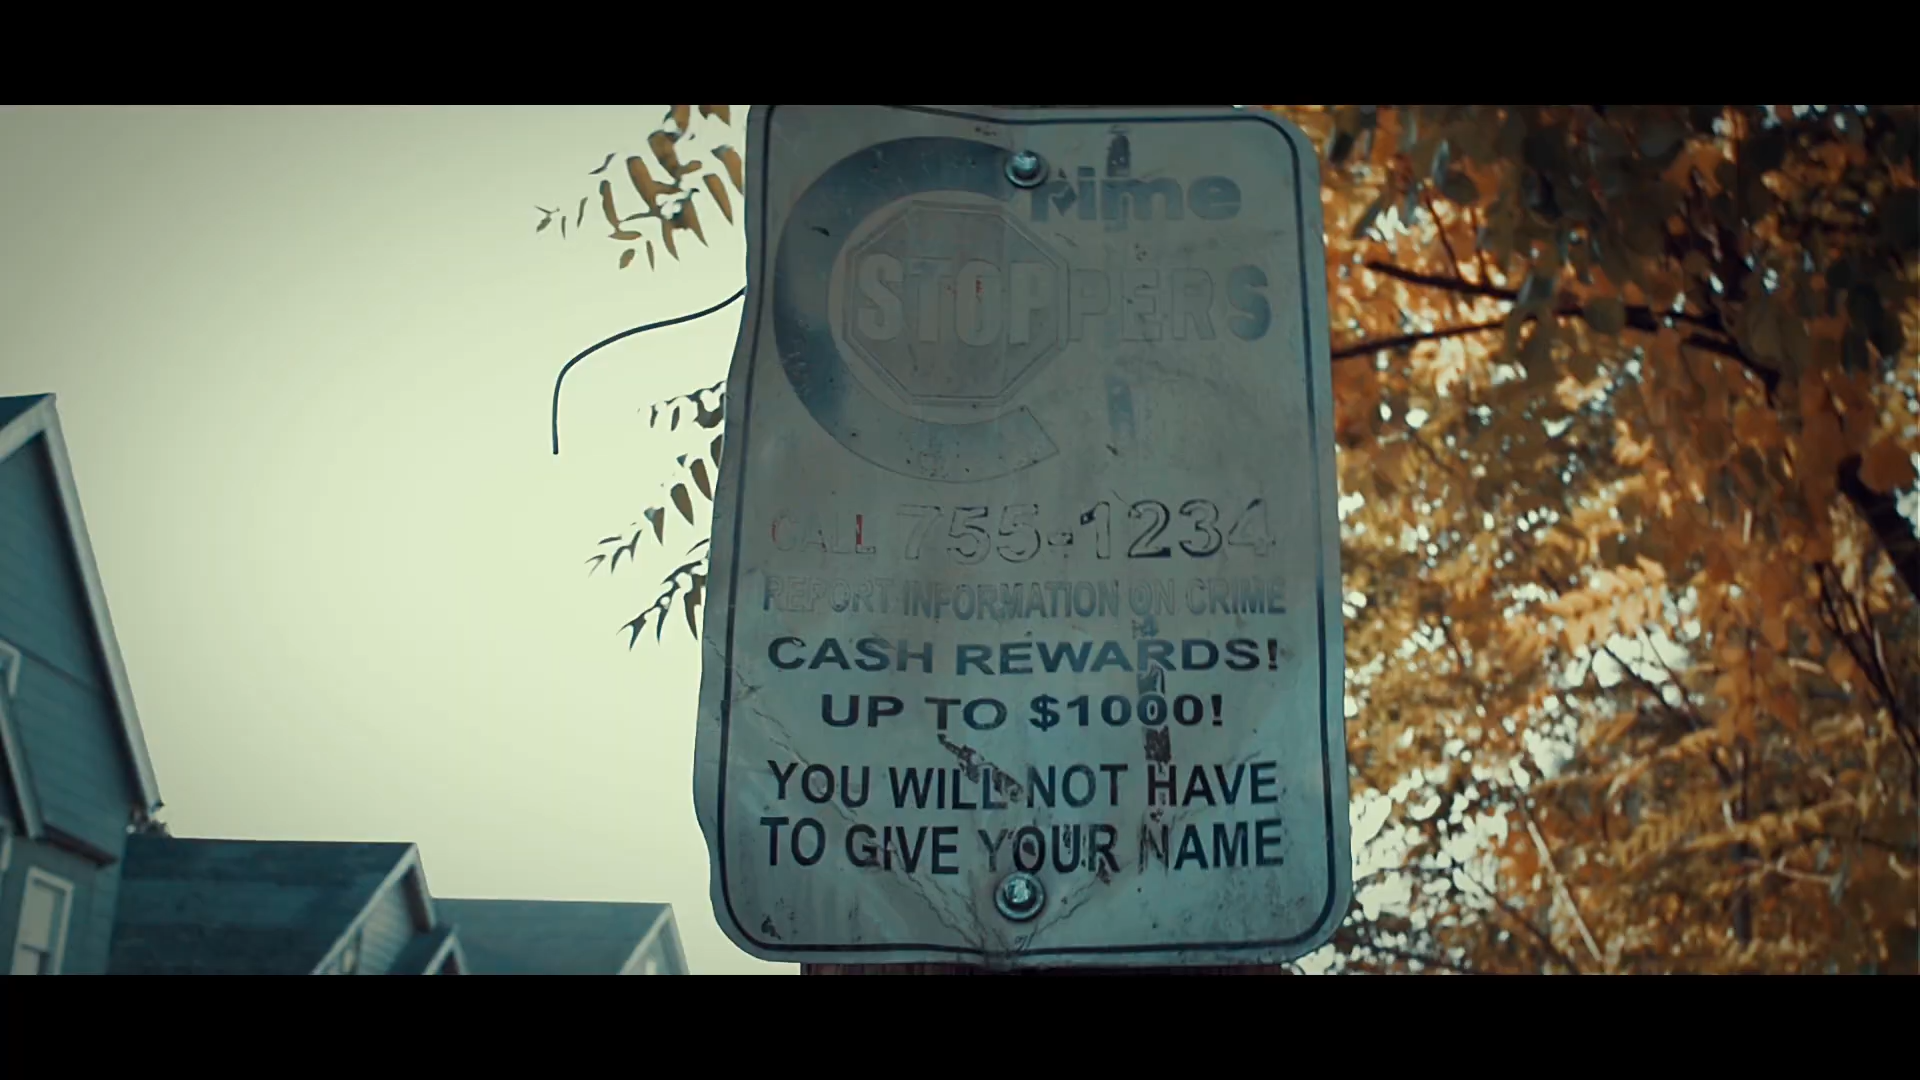 Crime
STOPPERS
CALL 755-1234
REPORT INFORMATION ON CRIME
CASH REWARDS!
UP TO $1000!
YOU WILL NOT HAVE
TO GIVE YOUR NAME